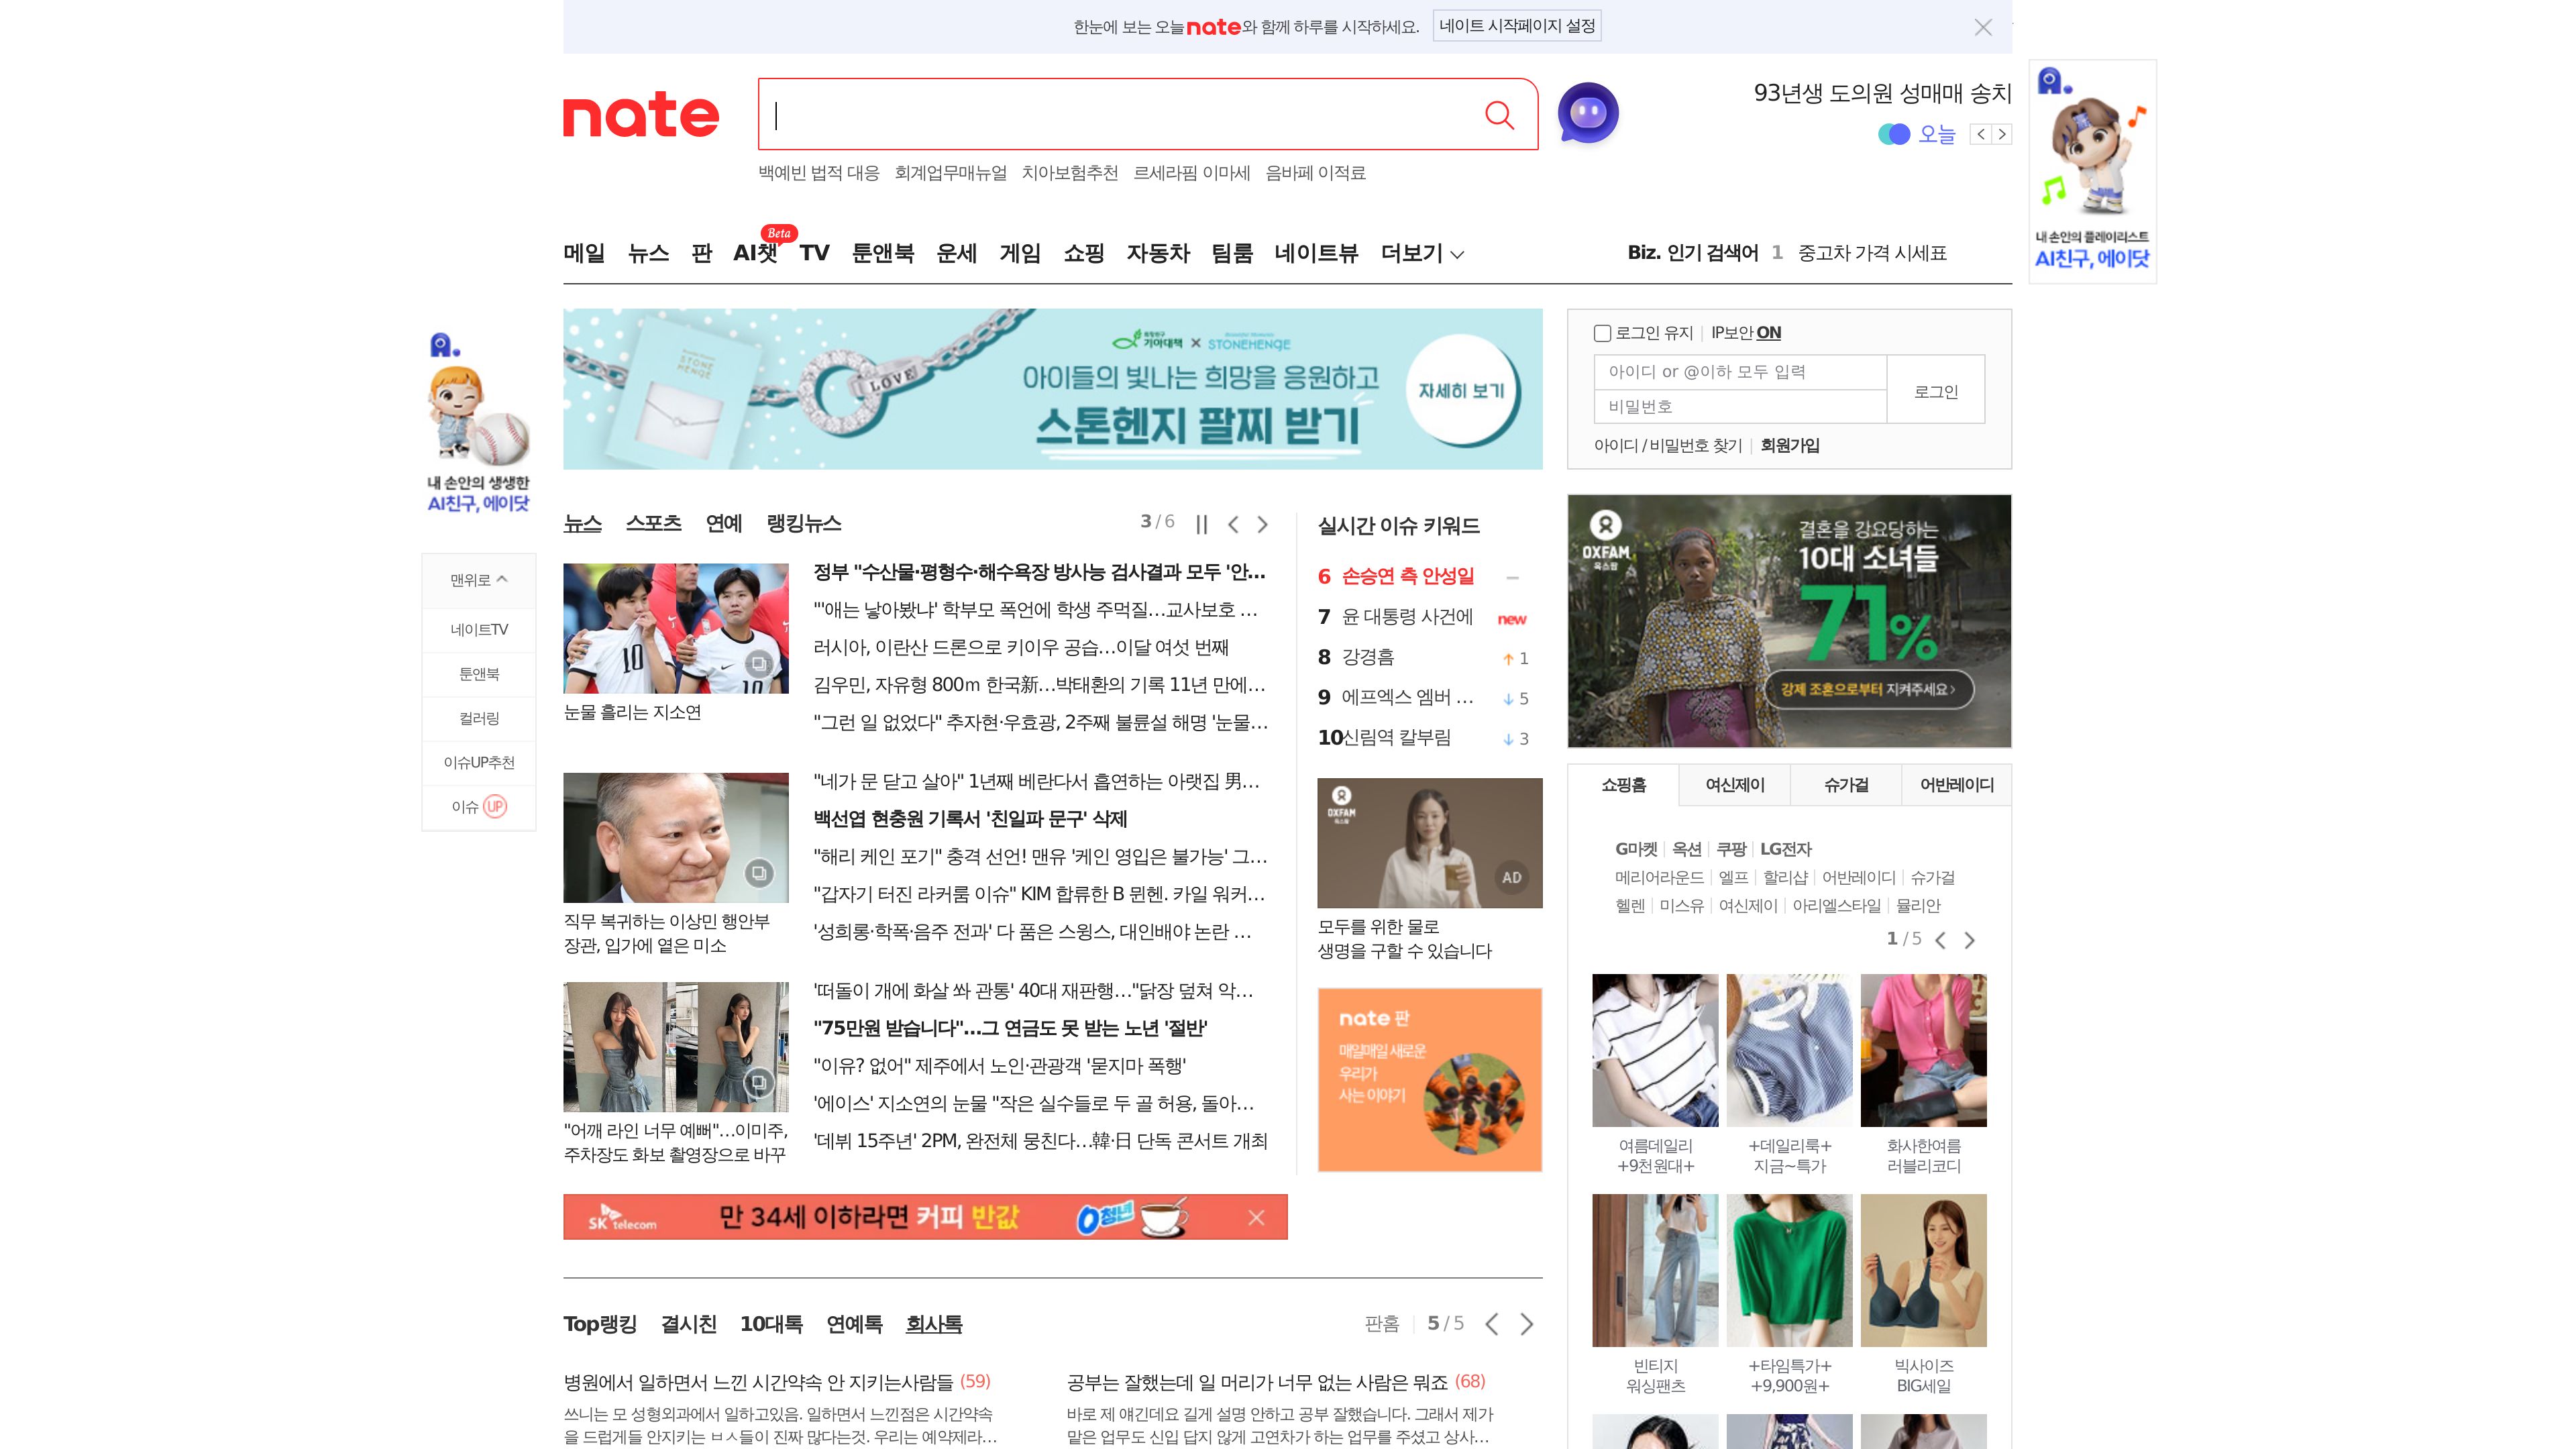 한눈에 보는 오늘 nate와 함께 하루를 시작하세요. 네이트 시작페이지 설정
nate
93년생 도의원 성매매 송치
오늘
백예빈 법적 대응 회계업무매뉴얼 치아보험추천 르세라핌 이마세 음바페 이적료
메일 뉴스 판 AI챗 Beta TV 툰앤북 운세 게임 쇼핑 자동차 팀룸 네이트뷰 더보기
Biz. 인기 검색어 1 중고차 가격 시세표
내 손안의 플레이리스트
AI친구, 에이닷
내 손안의 생생한
AI친구, 에이닷
맨위로
네이트TV
툰앤북
컬러링
이슈UP추천
이슈 UP
희망친구 기아대책 X STONEHENGE
STONE HENGE
LOVE
아이들의 빛나는 희망을 응원하고
스톤헨지 팔찌 받기
자세히 보기
로그인 유지 IP보안 ON
아이디 or @이하 모두 입력
비밀번호
로그인
아이디 / 비밀번호 찾기 회원가입
뉴스 스포츠 연예 랭킹뉴스 3 / 6
눈물 흘리는 지소연
정부 "수산물·평형수·해수욕장 방사능 검사결과 모두 '안...
"'애는 낳아봤냐' 학부모 폭언에 학생 주먹질…교사보호 ...
러시아, 이란산 드론으로 키이우 공습…이달 여섯 번째
김우민, 자유형 800ｍ 한국新…박태환의 기록 11년 만에...
"그런 일 없었다" 추자현·우효광, 2주째 불륜설 해명 '눈물...
직무 복귀하는 이상민 행안부
장관, 입가에 옅은 미소
"네가 문 닫고 살아" 1년째 베란다서 흡연하는 아랫집 男...
백선엽 현충원 기록서 '친일파 문구' 삭제
"해리 케인 포기" 충격 선언! 맨유 '케인 영입은 불가능' 그...
"갑자기 터진 라커룸 이슈" KIM 합류한 B 뮌헨. 카일 워커...
'성희롱·학폭·음주 전과' 다 품은 스윙스, 대인배야 논란 ...
"어깨 라인 너무 예뻐"…이미주,
주차장도 화보 촬영장으로 바꾸
'떠돌이 개에 화살 쏴 관통' 40대 재판행…"닭장 덮쳐 악...
"75만원 받습니다"…그 연금도 못 받는 노년 '절반'
"이유? 없어" 제주에서 노인·관광객 '묻지마 폭행'
'에이스' 지소연의 눈물 "작은 실수들로 두 골 허용, 돌아...
'데뷔 15주년' 2PM, 완전체 뭉친다…韓·日 단독 콘서트 개최
실시간 이슈 키워드
6 손승연 측 안성일
7 윤 대통령 사건에 new
8 강경흠 1
9 에프엑스 엠버 ... 5
10 신림역 칼부림 3
OXFAM
AD
모두를 위한 물로
생명을 구할 수 있습니다
nate 판
매일매일 새로운
우리가
사는 이야기
OXFAM
옥스팜
결혼을 강요당하는
10대 소녀들
71%
강제 조혼으로부터 지켜주세요 >
쇼핑홈 여신제이 슈가걸 어반레이디
G마켓 옥션 쿠팡 LG전자
메리어라운드 엘프 할리샵 어반레이디 슈가걸
헬렌 미스유 여신제이 아리엘스타일 뮬리안
1 / 5
여름데일리
+9천원대+
+데일리룩+
지금~특가
화사한여름
러블리코디
빈티지
워싱팬츠
+타임특가+
+9,900원+
빅사이즈
BIG세일
SK telecom 만 34세 이하라면 커피 반값 0청년
Top랭킹 결시친 10대톡 연예톡 회사톡 판홈 5 / 5
병원에서 일하면서 느낀 시간약속 안 지키는사람들 (59)
쓰니는 모 성형외과에서 일하고있음. 일하면서 느낀점은 시간약속
을 드럽게들 안지키는 ㅂㅅ들이 진짜 많다는것. 우리는 예약제라...
공부는 잘했는데 일 머리가 너무 없는 사람은 뭐죠 (68)
바로 제 얘긴데요 길게 설명 안하고 공부 잘했습니다. 그래서 제가
맡은 업무도 신입 답지 않게 고연차가 하는 업무를 주셨고 상사...